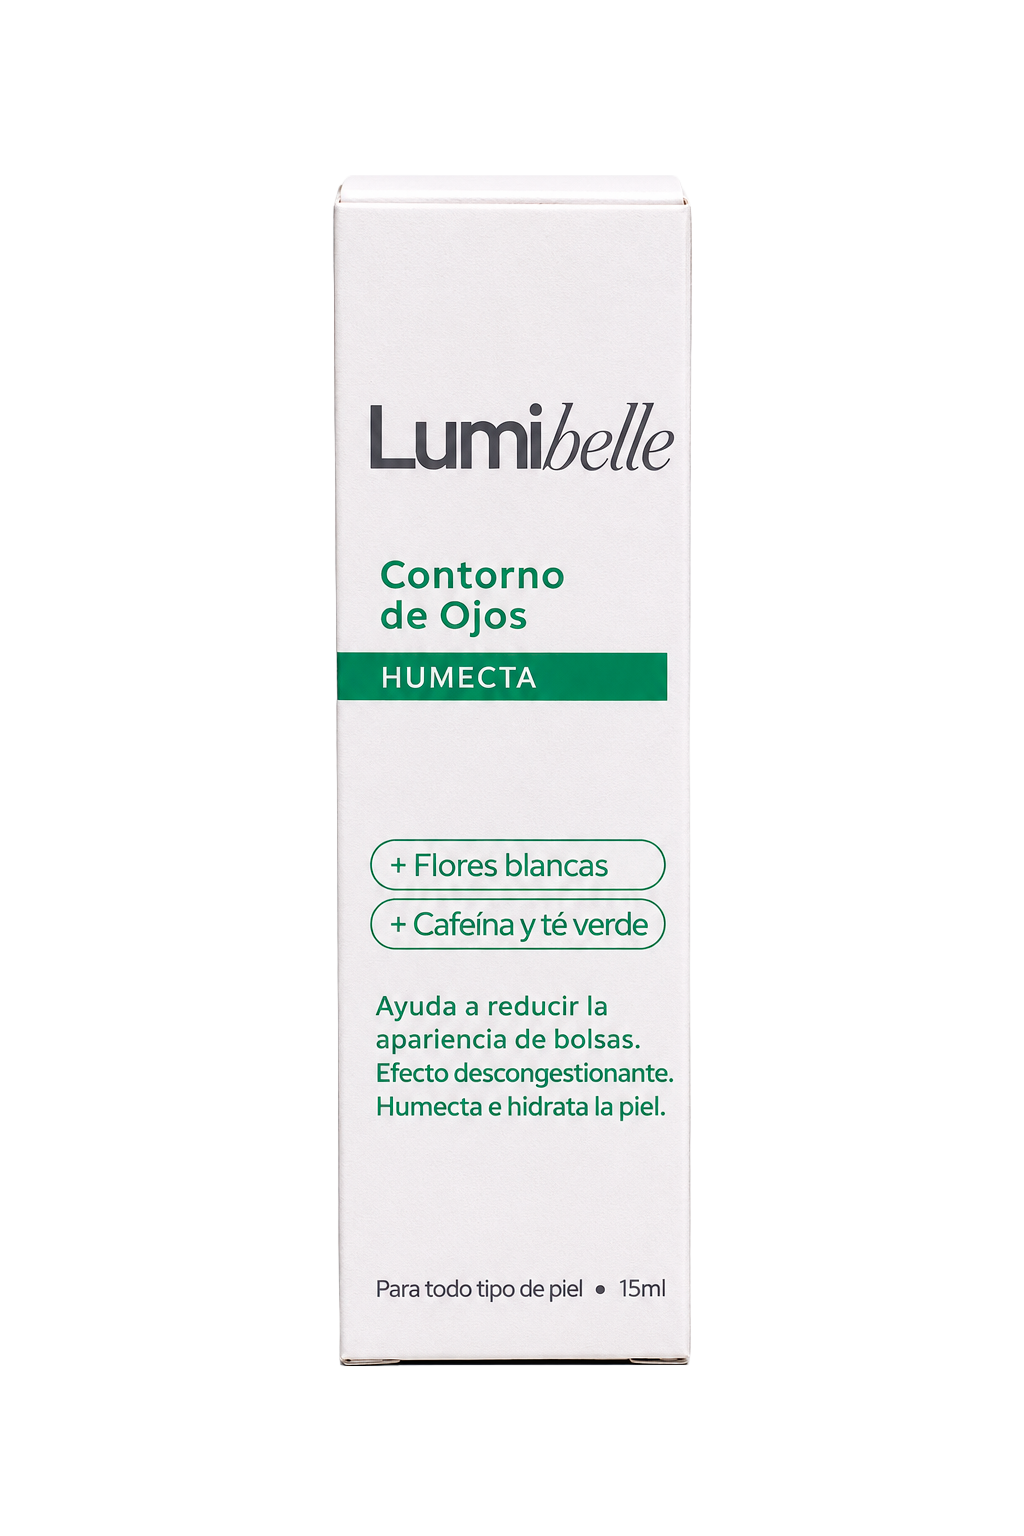 Lumibelle
Contorno
de Ojos
HUMECTA
+ Flores blancas
+ Cafeína y té verde
Ayuda a reducir la
apariencia de bolsas.
Efecto descongestionante.
Humecta e hidrata la piel.
Para todo tipo de piel • 15ml